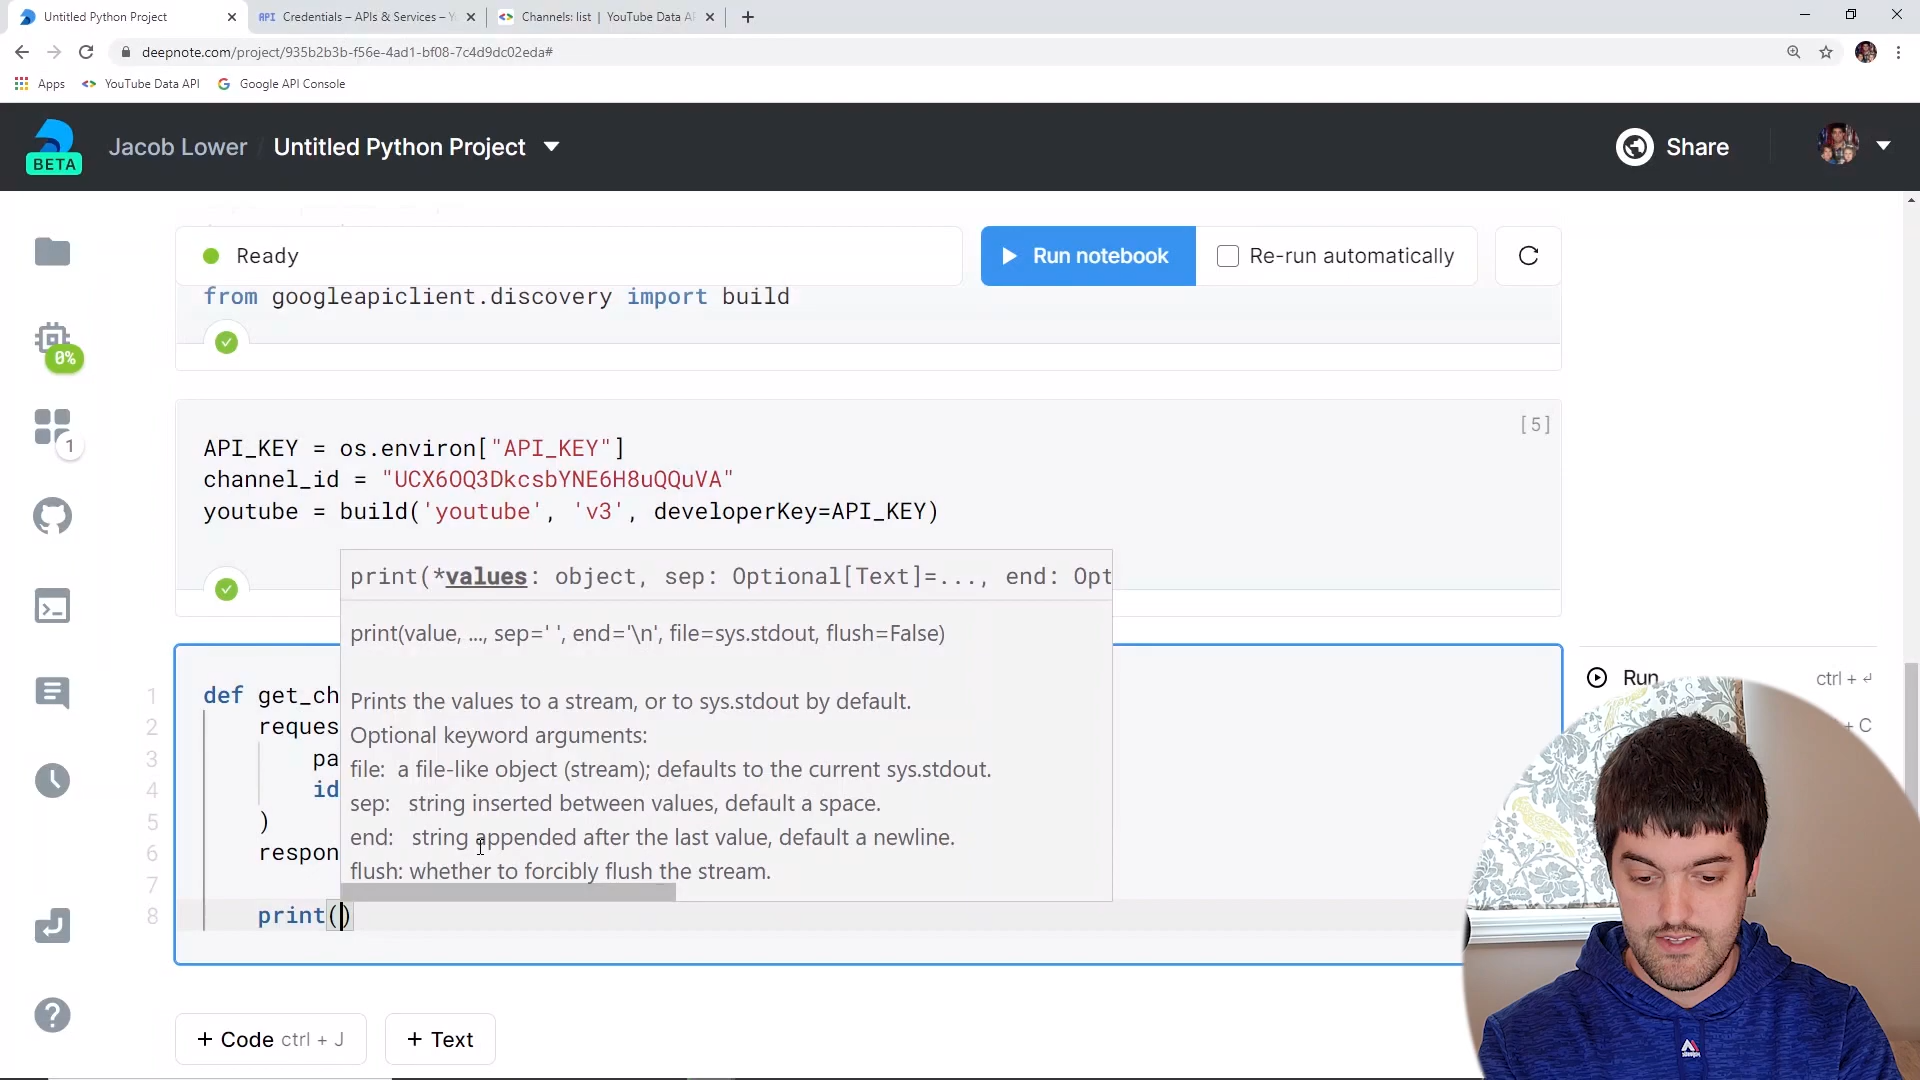 Untitled Python Project
API Credentials – APIs & Services – Y
Channels: list | YouTube Data A
deepnote.com/project/935b2b3b-f56e-4ad1-bf08-7c4d9dc02eda#
Apps YouTube Data API Google API Console
BETA
Jacob Lower / Untitled Python Project
Share
Ready
Run notebook
Re-run automatically
from googleapiclient.discovery import build
0%
1
[5]
API_KEY = os.environ["API_KEY"]
channel_id = "UCX6OQ3DkcsbYNE6H8uQQuVA"
youtube = build('youtube', 'v3', developerKey=API_KEY)
print(*values: object, sep: Optional[Text]=..., end: Opt
print(value, ..., sep=' ', end='\n', file=sys.stdout, flush=False)
Prints the values to a stream, or to sys.stdout by default.
Optional keyword arguments:
file: a file-like object (stream); defaults to the current sys.stdout.
sep: string inserted between values, default a space.
end: string appended after the last value, default a newline.
flush: whether to forcibly flush the stream.
1 def get_ch
2 reques
3 pa
4 id
5 )
6 respon
7
8 print()
Run ctrl + ↵
+ C
+ Code ctrl + J
+ Text